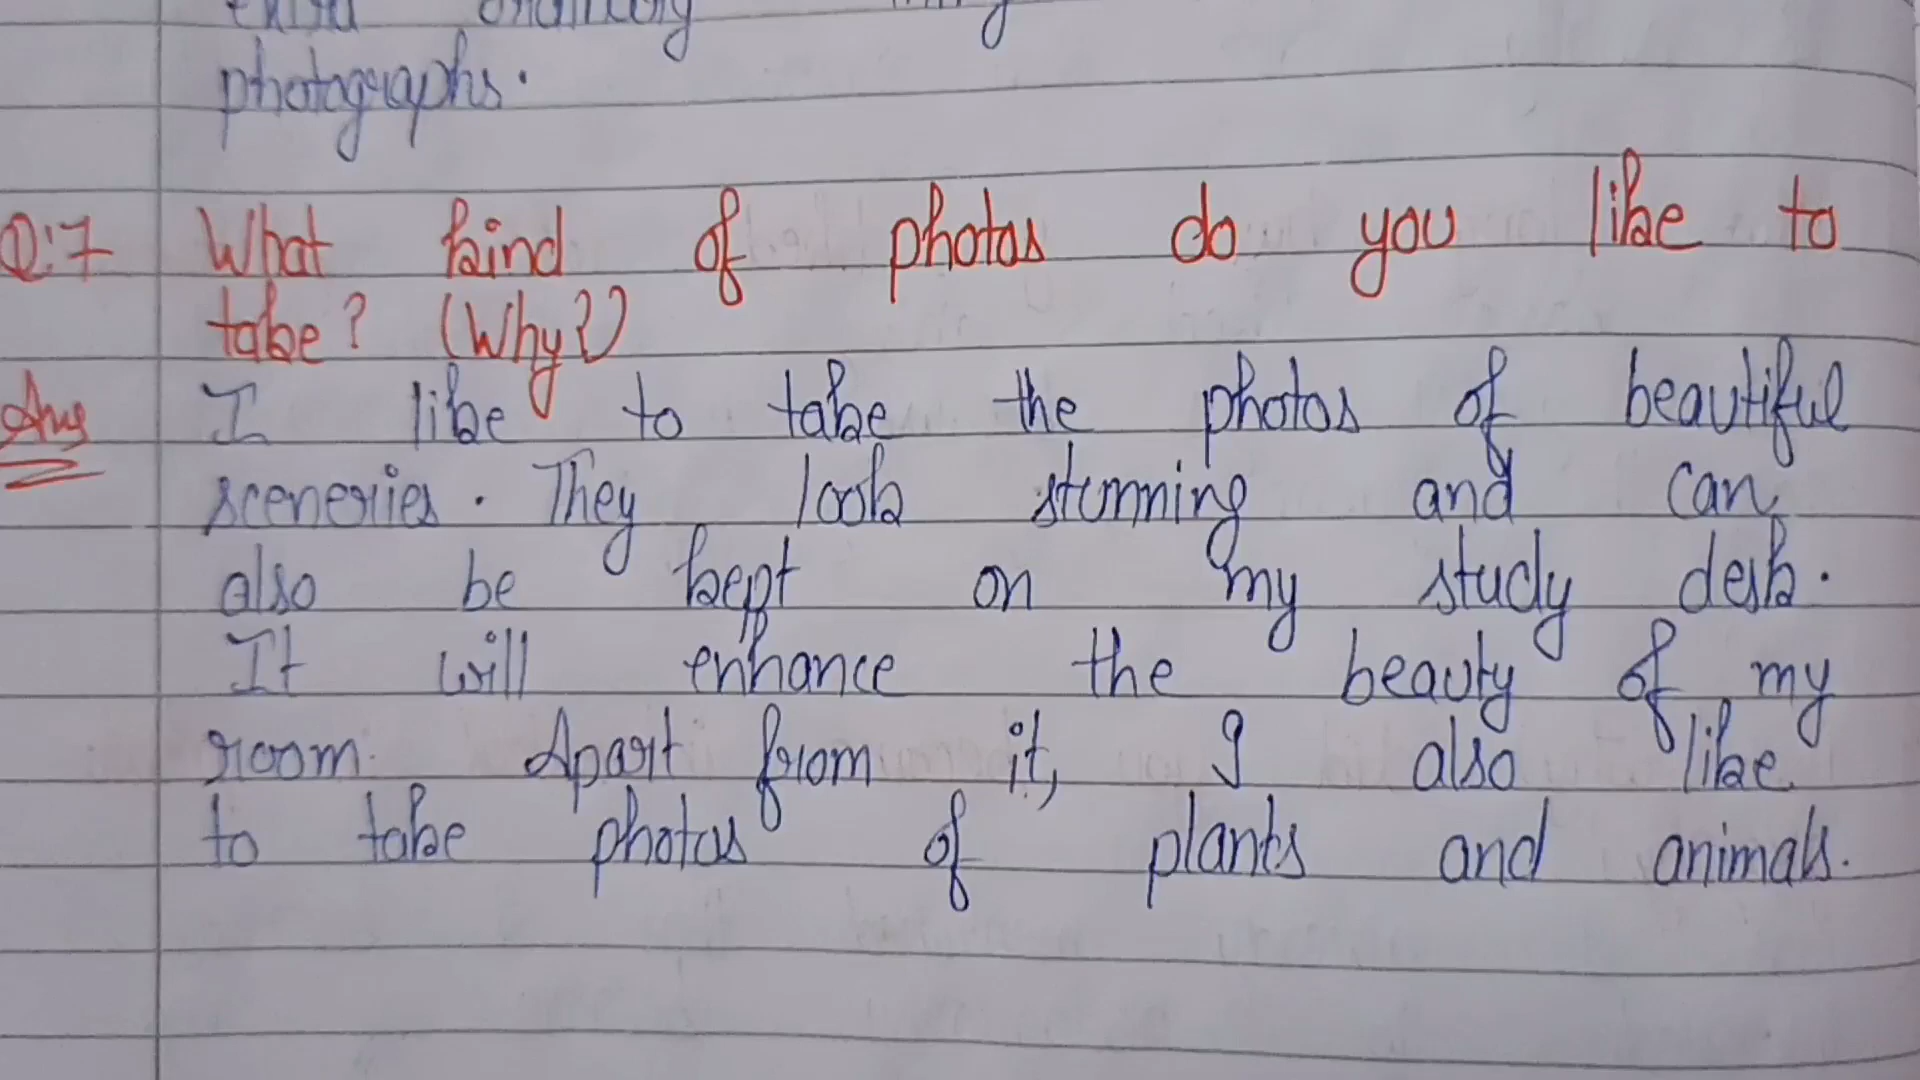 photographs.
Q:7 What kind of photos do you like to
take? (Why?)
Ans I like to take the photos of beautiful
sceneries. They look stunning and can
also be kept on my study desk.
It will enhance the beauty of my
room. Apart from it, I also like
to take photos of plants and animals.